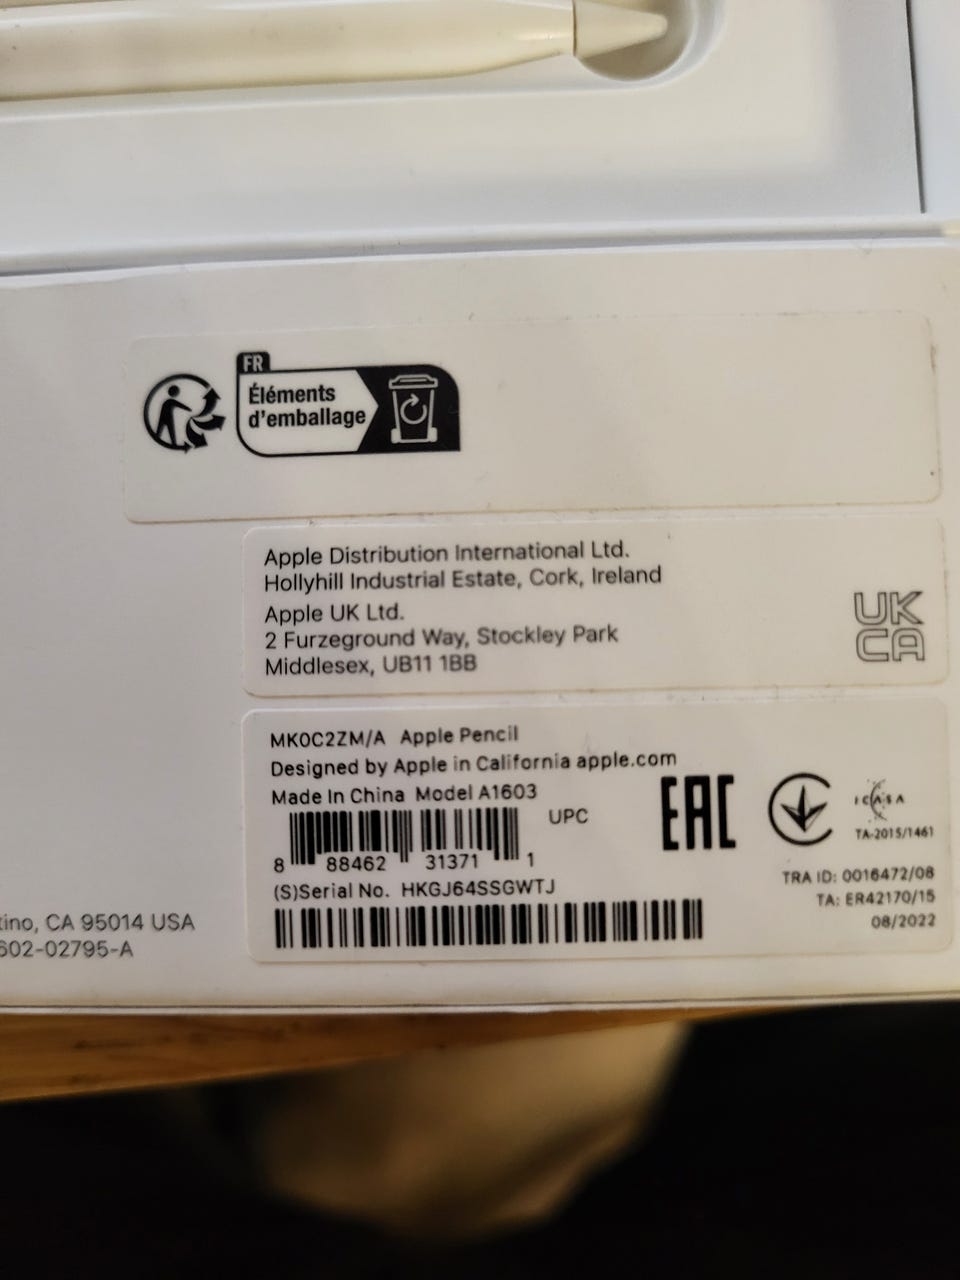 FR
Éléments
d'emballage
Apple Distribution International Ltd.
Hollyhill Industrial Estate, Cork, Ireland
Apple UK Ltd.
2 Furzeground Way, Stockley Park
Middlesex, UB11 1BB
UK
CA
MK0C2ZM/A Apple Pencil
Designed by Apple in California apple.com
Made In China Model A1603
UPC
8 88462 31371 1
(S)Serial No. HKGJ64SSGWTJ
EAC
ICASA
TA-2015/1461
TRA ID: 0016472/08
TA: ER42170/15
08/2022
tino, CA 95014 USA
602-02795-A